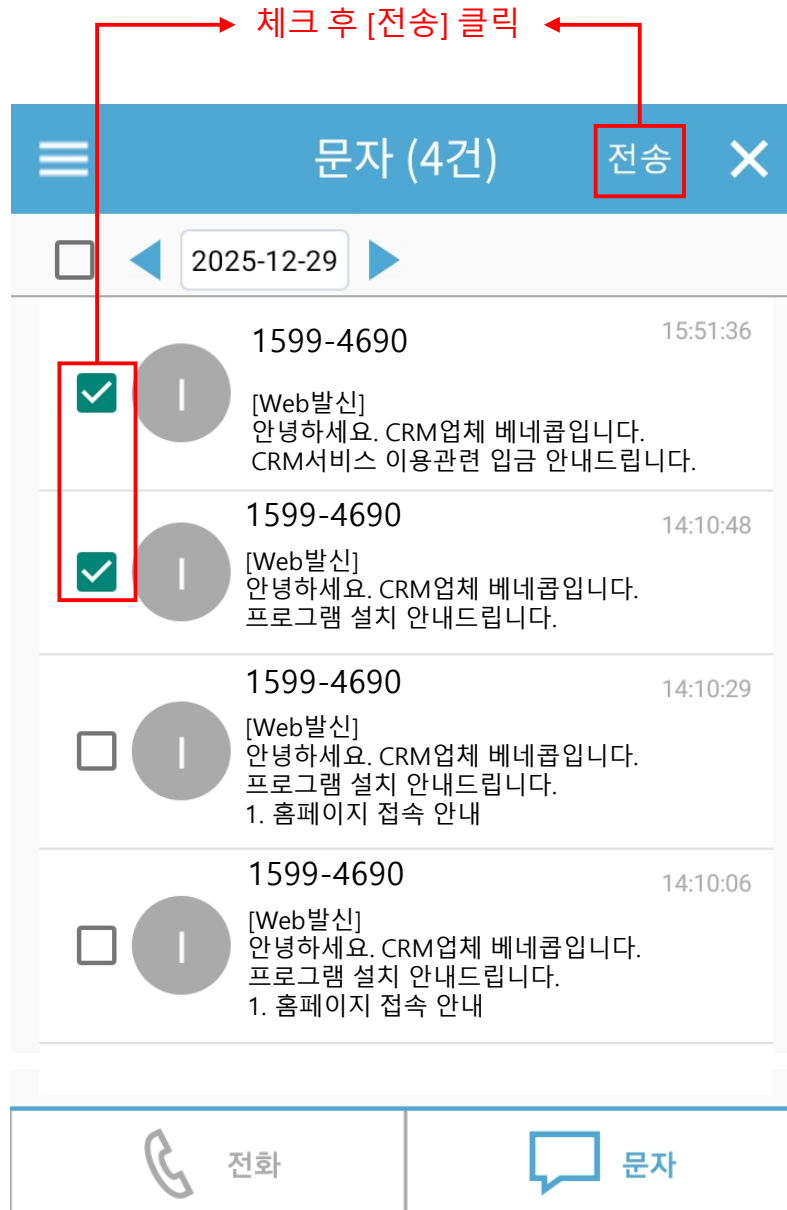 체크 후 [전송] 클릭
문자 (4건)
전송
2025-12-29
1599-4690
15:51:36
[Web발신]
안녕하세요. CRM업체 베네콥입니다.
CRM서비스 이용관련 입금 안내드립니다.
1599-4690
14:10:48
[Web발신]
안녕하세요. CRM업체 베네콥입니다.
프로그램 설치 안내드립니다.
1599-4690
14:10:29
[Web발신]
안녕하세요. CRM업체 베네콥입니다.
프로그램 설치 안내드립니다.
1. 홈페이지 접속 안내
1599-4690
14:10:06
[Web발신]
안녕하세요. CRM업체 베네콥입니다.
프로그램 설치 안내드립니다.
1. 홈페이지 접속 안내
전화
문자